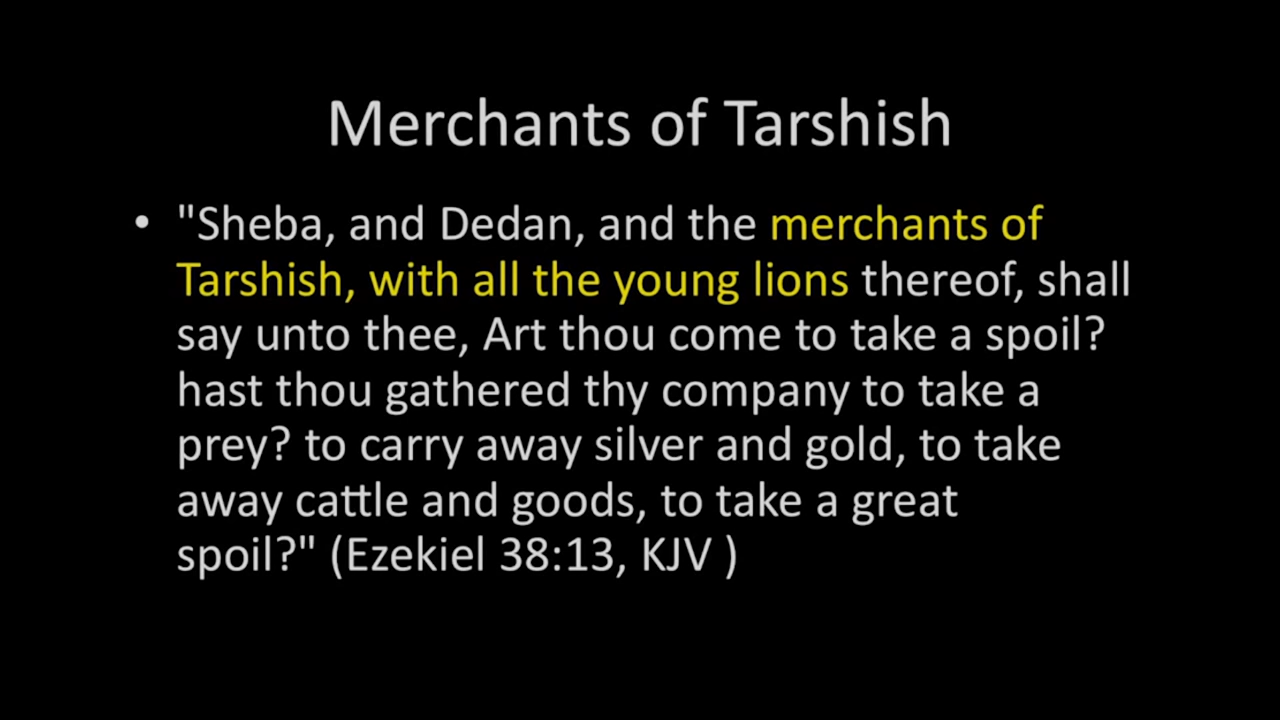 Merchants of Tarshish
• "Sheba, and Dedan, and the merchants of
Tarshish, with all the young lions thereof, shall
say unto thee, Art thou come to take a spoil?
hast thou gathered thy company to take a
prey? to carry away silver and gold, to take
away cattle and goods, to take a great
spoil?" (Ezekiel 38:13, KJV )